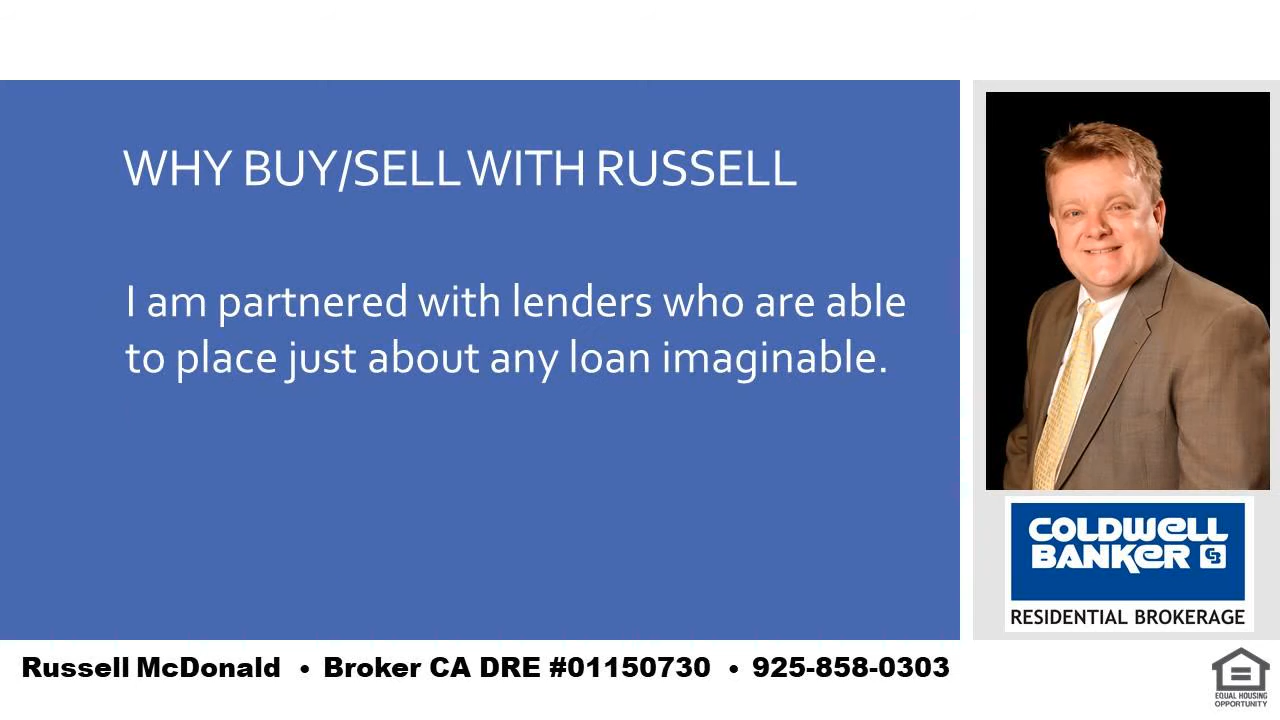 WHY BUY/SELL WITH RUSSELL
I am partnered with lenders who are able
to place just about any loan imaginable.
COLDWELL
BANKER CB
RESIDENTIAL BROKERAGE
Russell McDonald • Broker CA DRE #01150730 • 925-858-0303
EQUAL HOUSING
OPPORTUNITY